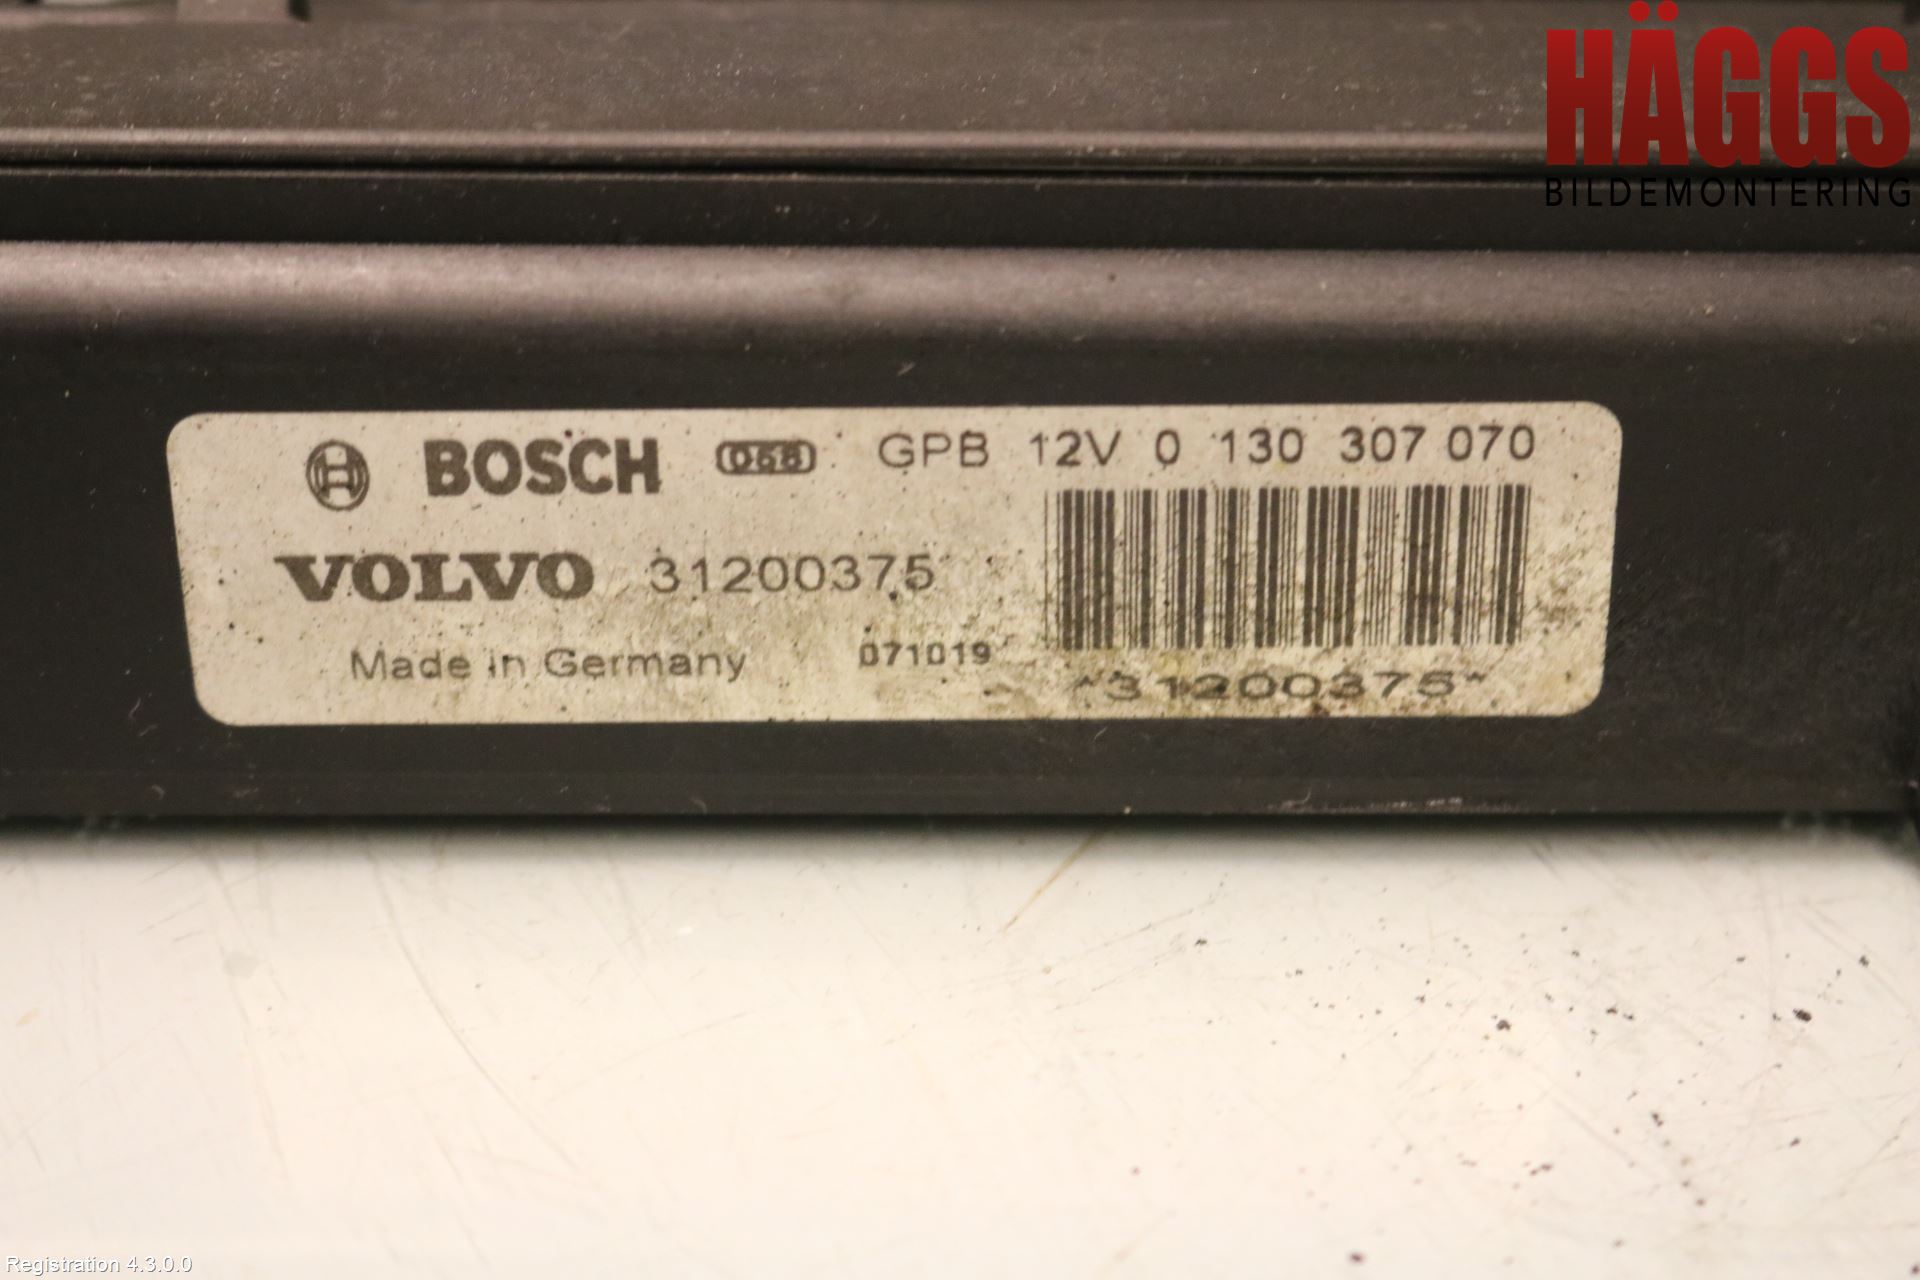 HÄGGS
BILDEMONTERING
BOSCH 068 GPB 12V 0 130 307 070
VOLVO 31200375
Made in Germany 071019
*31200375*
Registration 4.3.0.0